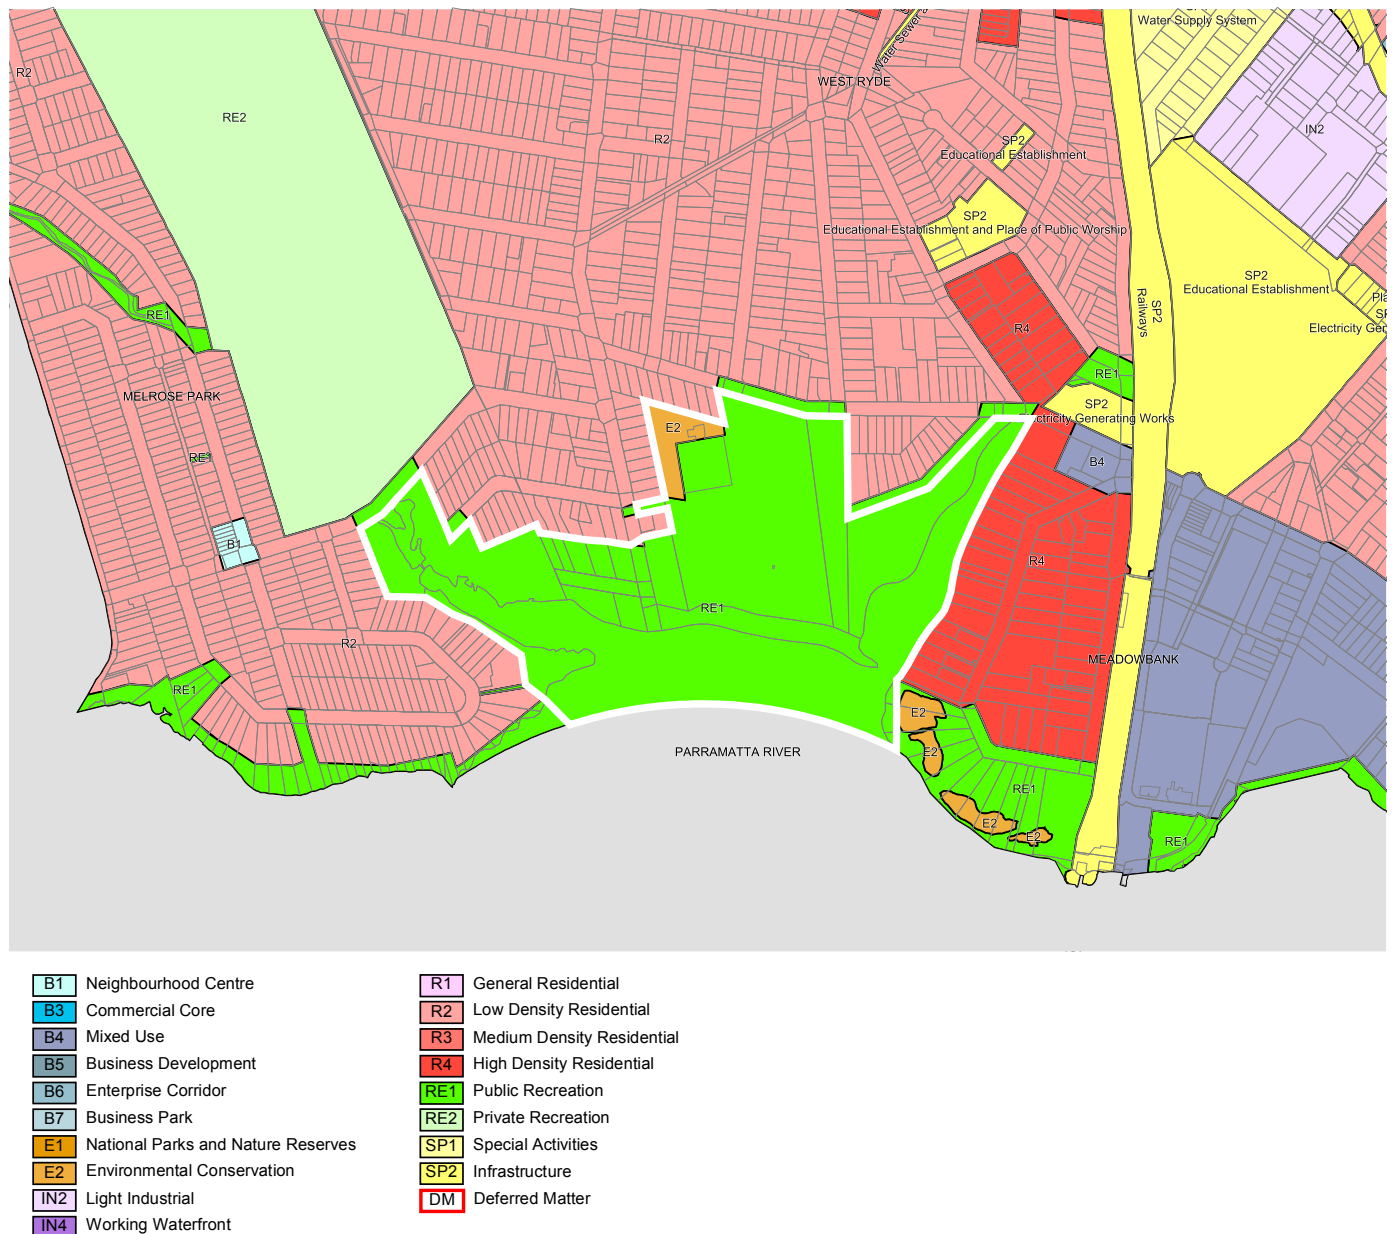 Water Supply System
Water Sewer
R2
WEST RYDE
RE2
IN2
R2
SP2
Educational Establishment
SP2
Educational Establishment and Place of Public Worship
SP2
Educational Establishment
SP2
Railways
RE1
R4
Electricity Ge
RE1
MELROSE PARK
SP2
ctricity Generating Works
E2
RE1
B4
B1
R4
RE1
R2
MEADOWBANK
RE1
E2
PARRAMATTA RIVER
E2
RE1
E2
E2
RE1
B1 Neighbourhood Centre
B3 Commercial Core
B4 Mixed Use
B5 Business Development
B6 Enterprise Corridor
B7 Business Park
E1 National Parks and Nature Reserves
E2 Environmental Conservation
IN2 Light Industrial
IN4 Working Waterfront
R1 General Residential
R2 Low Density Residential
R3 Medium Density Residential
R4 High Density Residential
RE1 Public Recreation
RE2 Private Recreation
SP1 Special Activities
SP2 Infrastructure
DM Deferred Matter